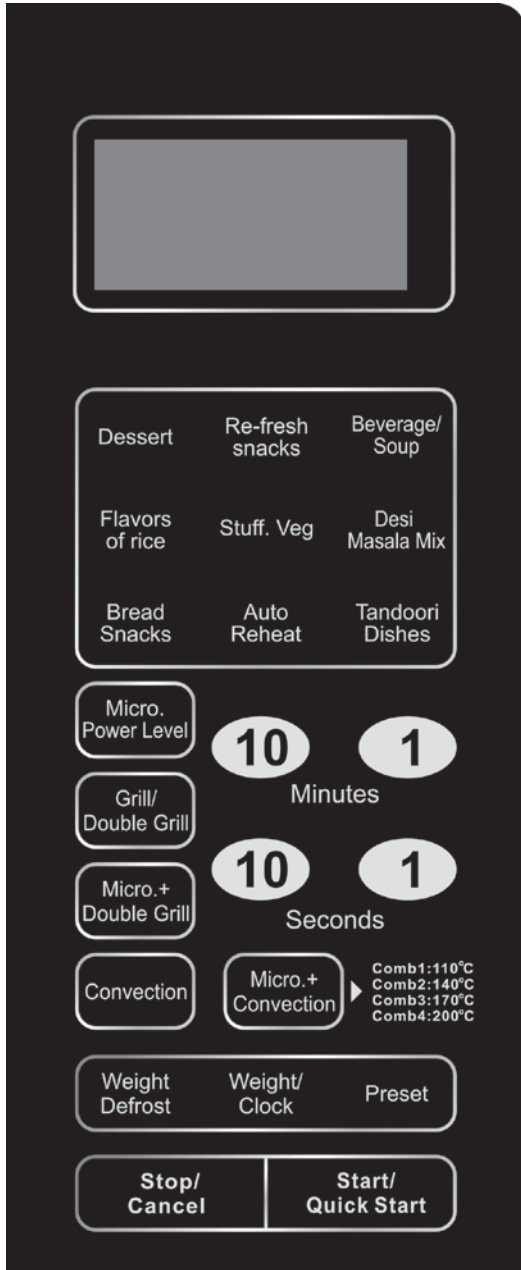 Dessert
Re-fresh
snacks
Beverage/
Soup
Flavors
of rice
Stuff. Veg
Desi
Masala Mix
Bread
Snacks
Auto
Reheat
Tandoori
Dishes
Micro.
Power Level
10 1
Minutes
Grill/
Double Grill
10 1
Seconds
Micro.+
Double Grill
Convection
Micro.+
Convection
Comb1:110°C
Comb2:140°C
Comb3:170°C
Comb4:200°C
Weight
Defrost
Weight/
Clock
Preset
Stop/
Cancel
Start/
Quick Start